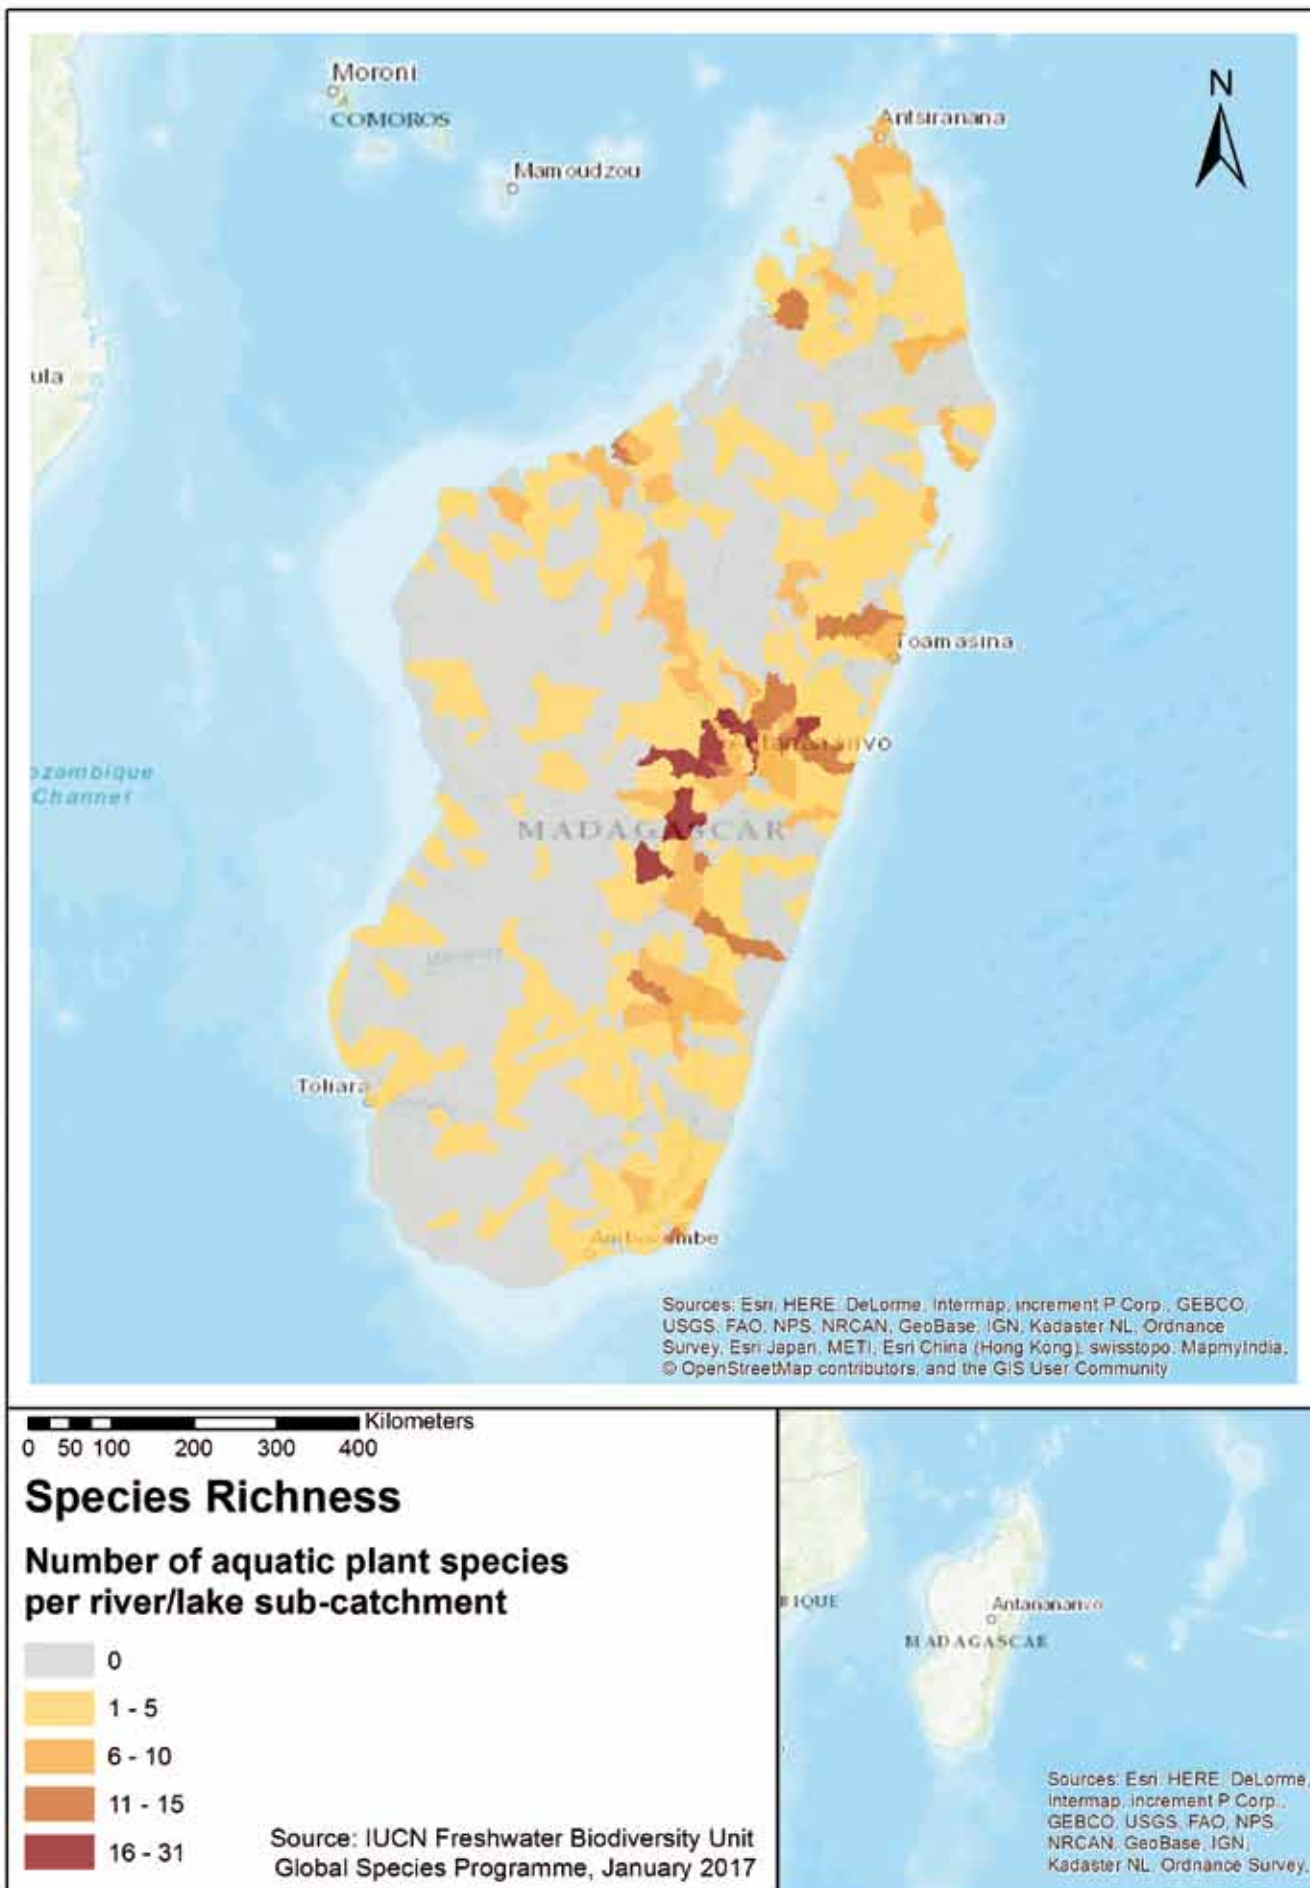 Moroni
COMOROS
Mamoudzou
Antsiranana
N
ula
Toamasina
ozambique
Channel
MADAGASCAR
Toliara
Sources: Esri, HERE, DeLorme, Intermap, increment P Corp., GEBCO,
USGS, FAO, NPS, NRCAN, GeoBase, IGN, Kadaster NL, Ordnance
Survey, Esri Japan, METI, Esri China (Hong Kong), swisstopo, MapmyIndia,
© OpenStreetMap contributors, and the GIS User Community
Kilometers
0 50 100 200 300 400
Species Richness
Number of aquatic plant species
per river/lake sub-catchment
0
1 - 5
6 - 10
11 - 15
16 - 31
Source: IUCN Freshwater Biodiversity Unit
Global Species Programme, January 2017
BIQUE
Antananarivo
MADAGASCAR
Sources: Esri, HERE, DeLorme,
Intermap, increment P Corp.,
GEBCO, USGS, FAO, NPS,
NRCAN, GeoBase, IGN,
Kadaster NL, Ordnance Survey,